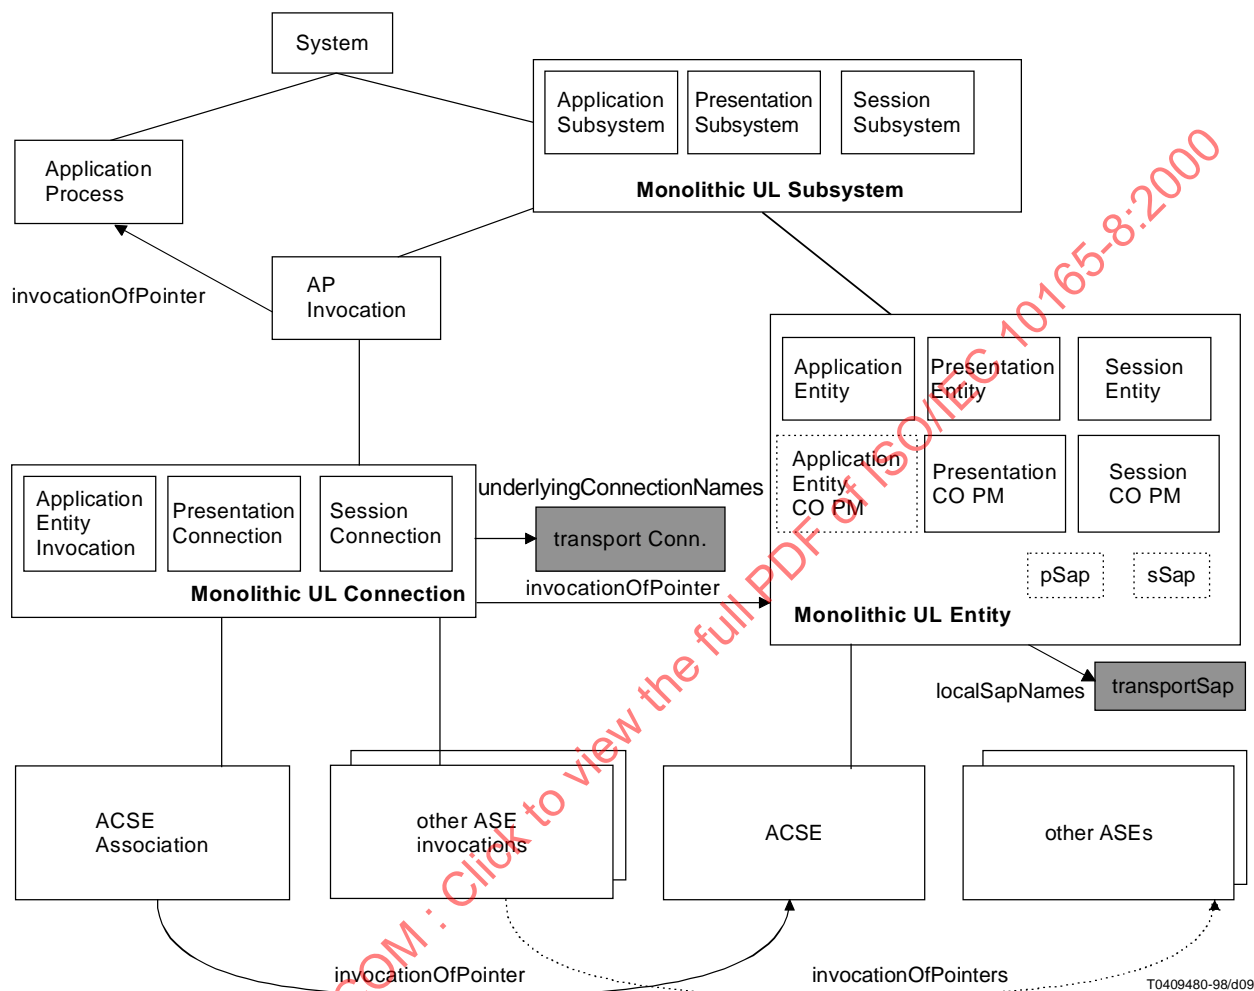 System
Application
Subsystem
Presentation
Subsystem
Session
Subsystem
Monolithic UL Subsystem
Application
Process
invocationOfPointer
AP
Invocation
Application
Entity
Presentation
Entity
Session
Entity
Application
Entity
CO PM
Presentation
CO PM
Session
CO PM
pSap
sSap
Monolithic UL Entity
Application
Entity
Invocation
Presentation
Connection
Session
Connection
Monolithic UL Connection
underlyingConnectionNames
transport Conn.
invocationOfPointer
localSapNames
transportSap
ACSE
Association
other ASE
invocations
ACSE
other ASEs
invocationOfPointer
invocationOfPointers
T0409480-98/d09
COM : Click to view the full PDF of ISO/IEC 10165-8:2000